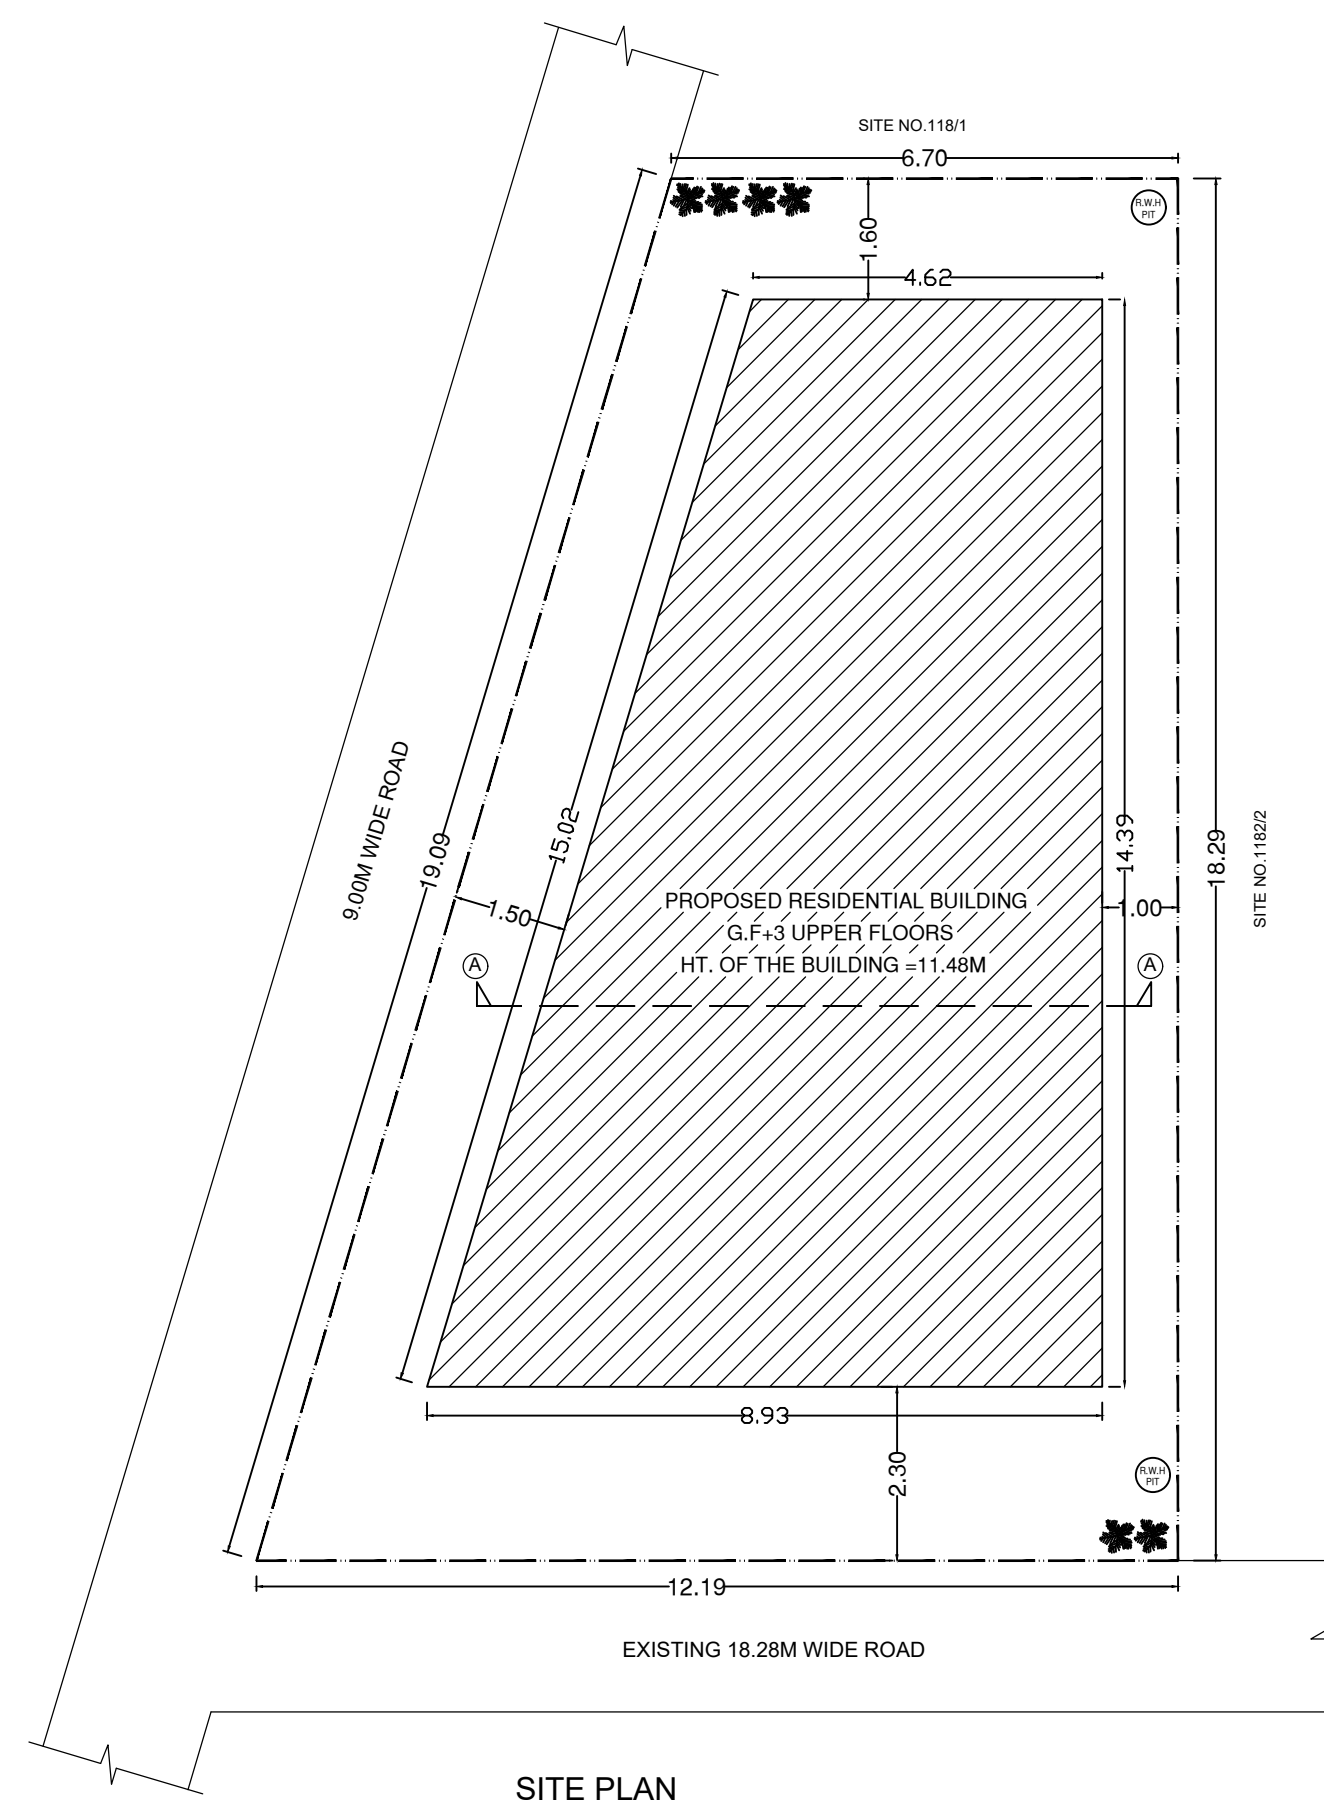 SITE NO.118/1
6.70
R.W.H
PIT
1.60
4.62
9.00M WIDE ROAD
19.09
15.02
14.39
18.29
SITE NO.1182/2
1.50
PROPOSED RESIDENTIAL BUILDING
1.00
G.F+3 UPPER FLOORS
A
HT. OF THE BUILDING =11.48M
A
8.93
2.30
R.W.H
PIT
12.19
EXISTING 18.28M WIDE ROAD
SITE PLAN